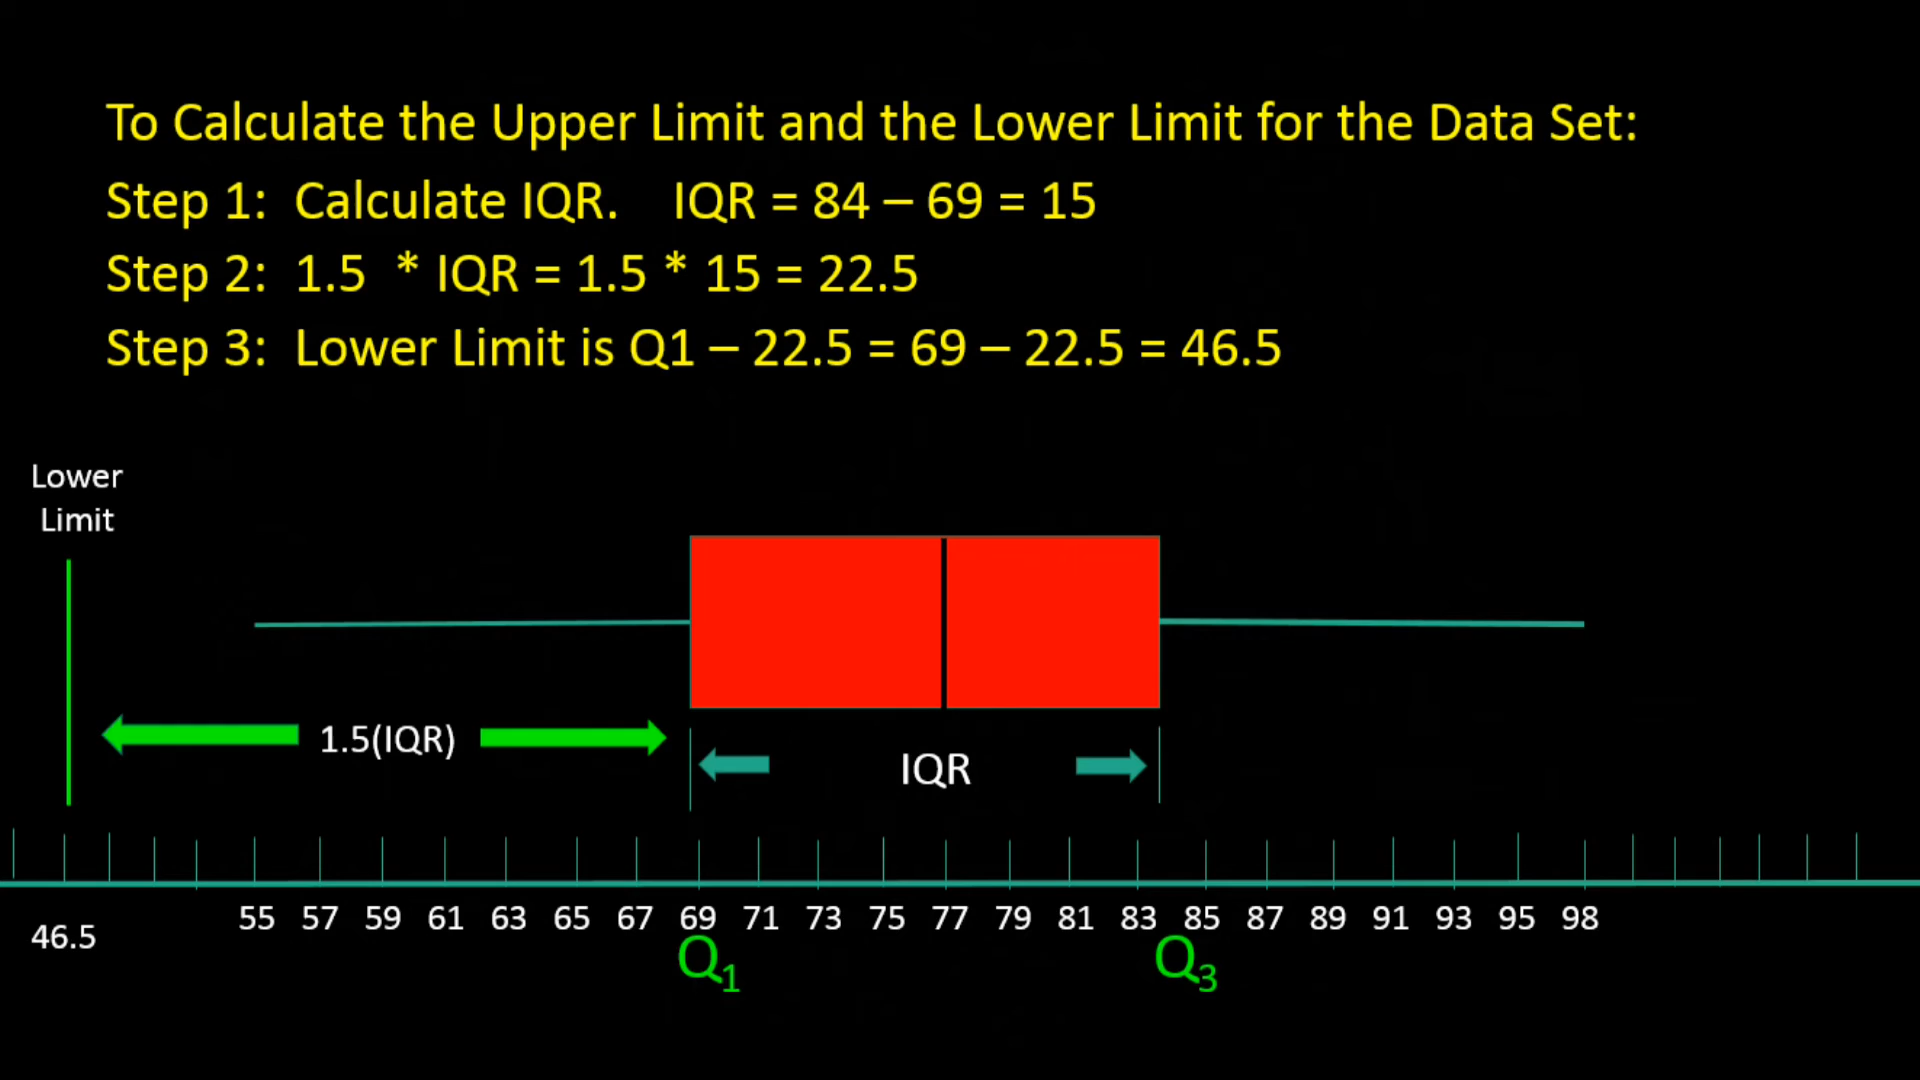 To Calculate the Upper Limit and the Lower Limit for the Data Set:
Step 1: Calculate IQR. IQR = 84 – 69 = 15
Step 2: 1.5 * IQR = 1.5 * 15 = 22.5
Step 3: Lower Limit is Q1 – 22.5 = 69 – 22.5 = 46.5
Lower
Limit
1.5(IQR)
IQR
55 57 59 61 63 65 67 69 71 73 75 77 79 81 83 85 87 89 91 93 95 98
46.5
Q1 Q3